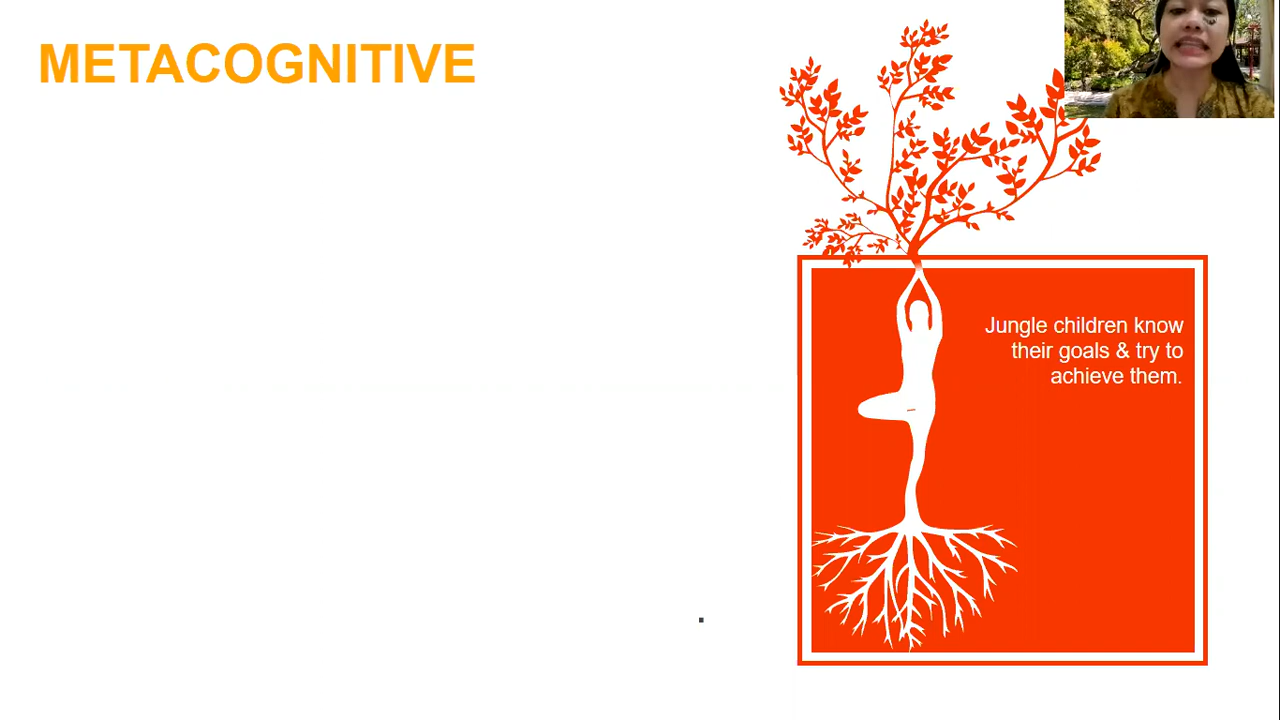 METACOGNITIVE
Jungle children know
their goals & try to
achieve them.